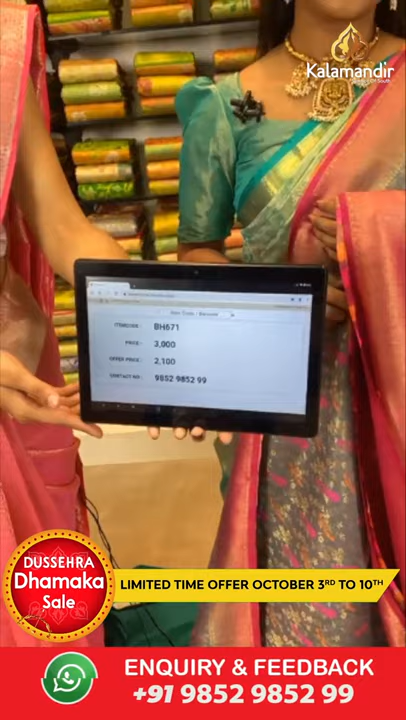 Kalamandir
ITEMCODE : BH671
PRICE : 3,000
OFFER PRICE : 2,100
CONTACT NO : 9852 9852 99
DUSSEHRA
Dhamaka
Sale
LIMITED TIME OFFER OCTOBER 3RD TO 10TH
ENQUIRY & FEEDBACK
+91 9852 9852 99